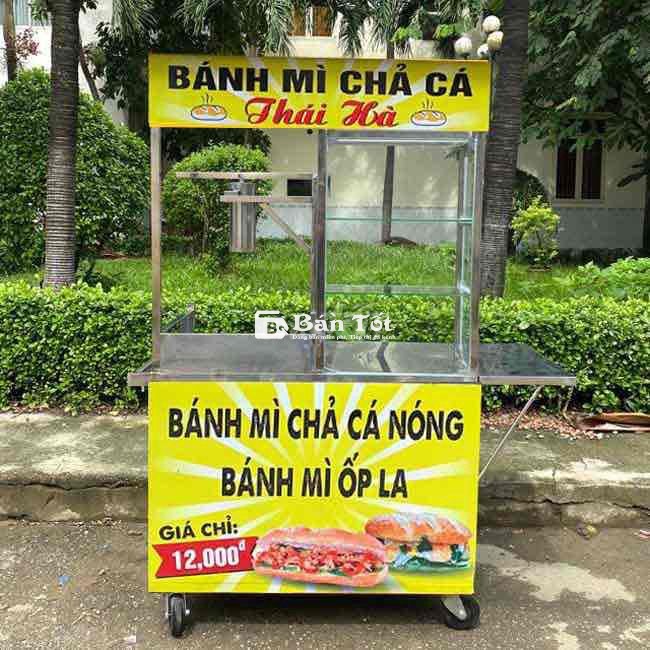 BÁNH MÌ CHẢ CÁ
Thái Hà
Bán Tốt
BÁNH MÌ CHẢ CÁ NÓNG
BÁNH MÌ ỐP LA
GIÁ CHỈ:
12,000đ